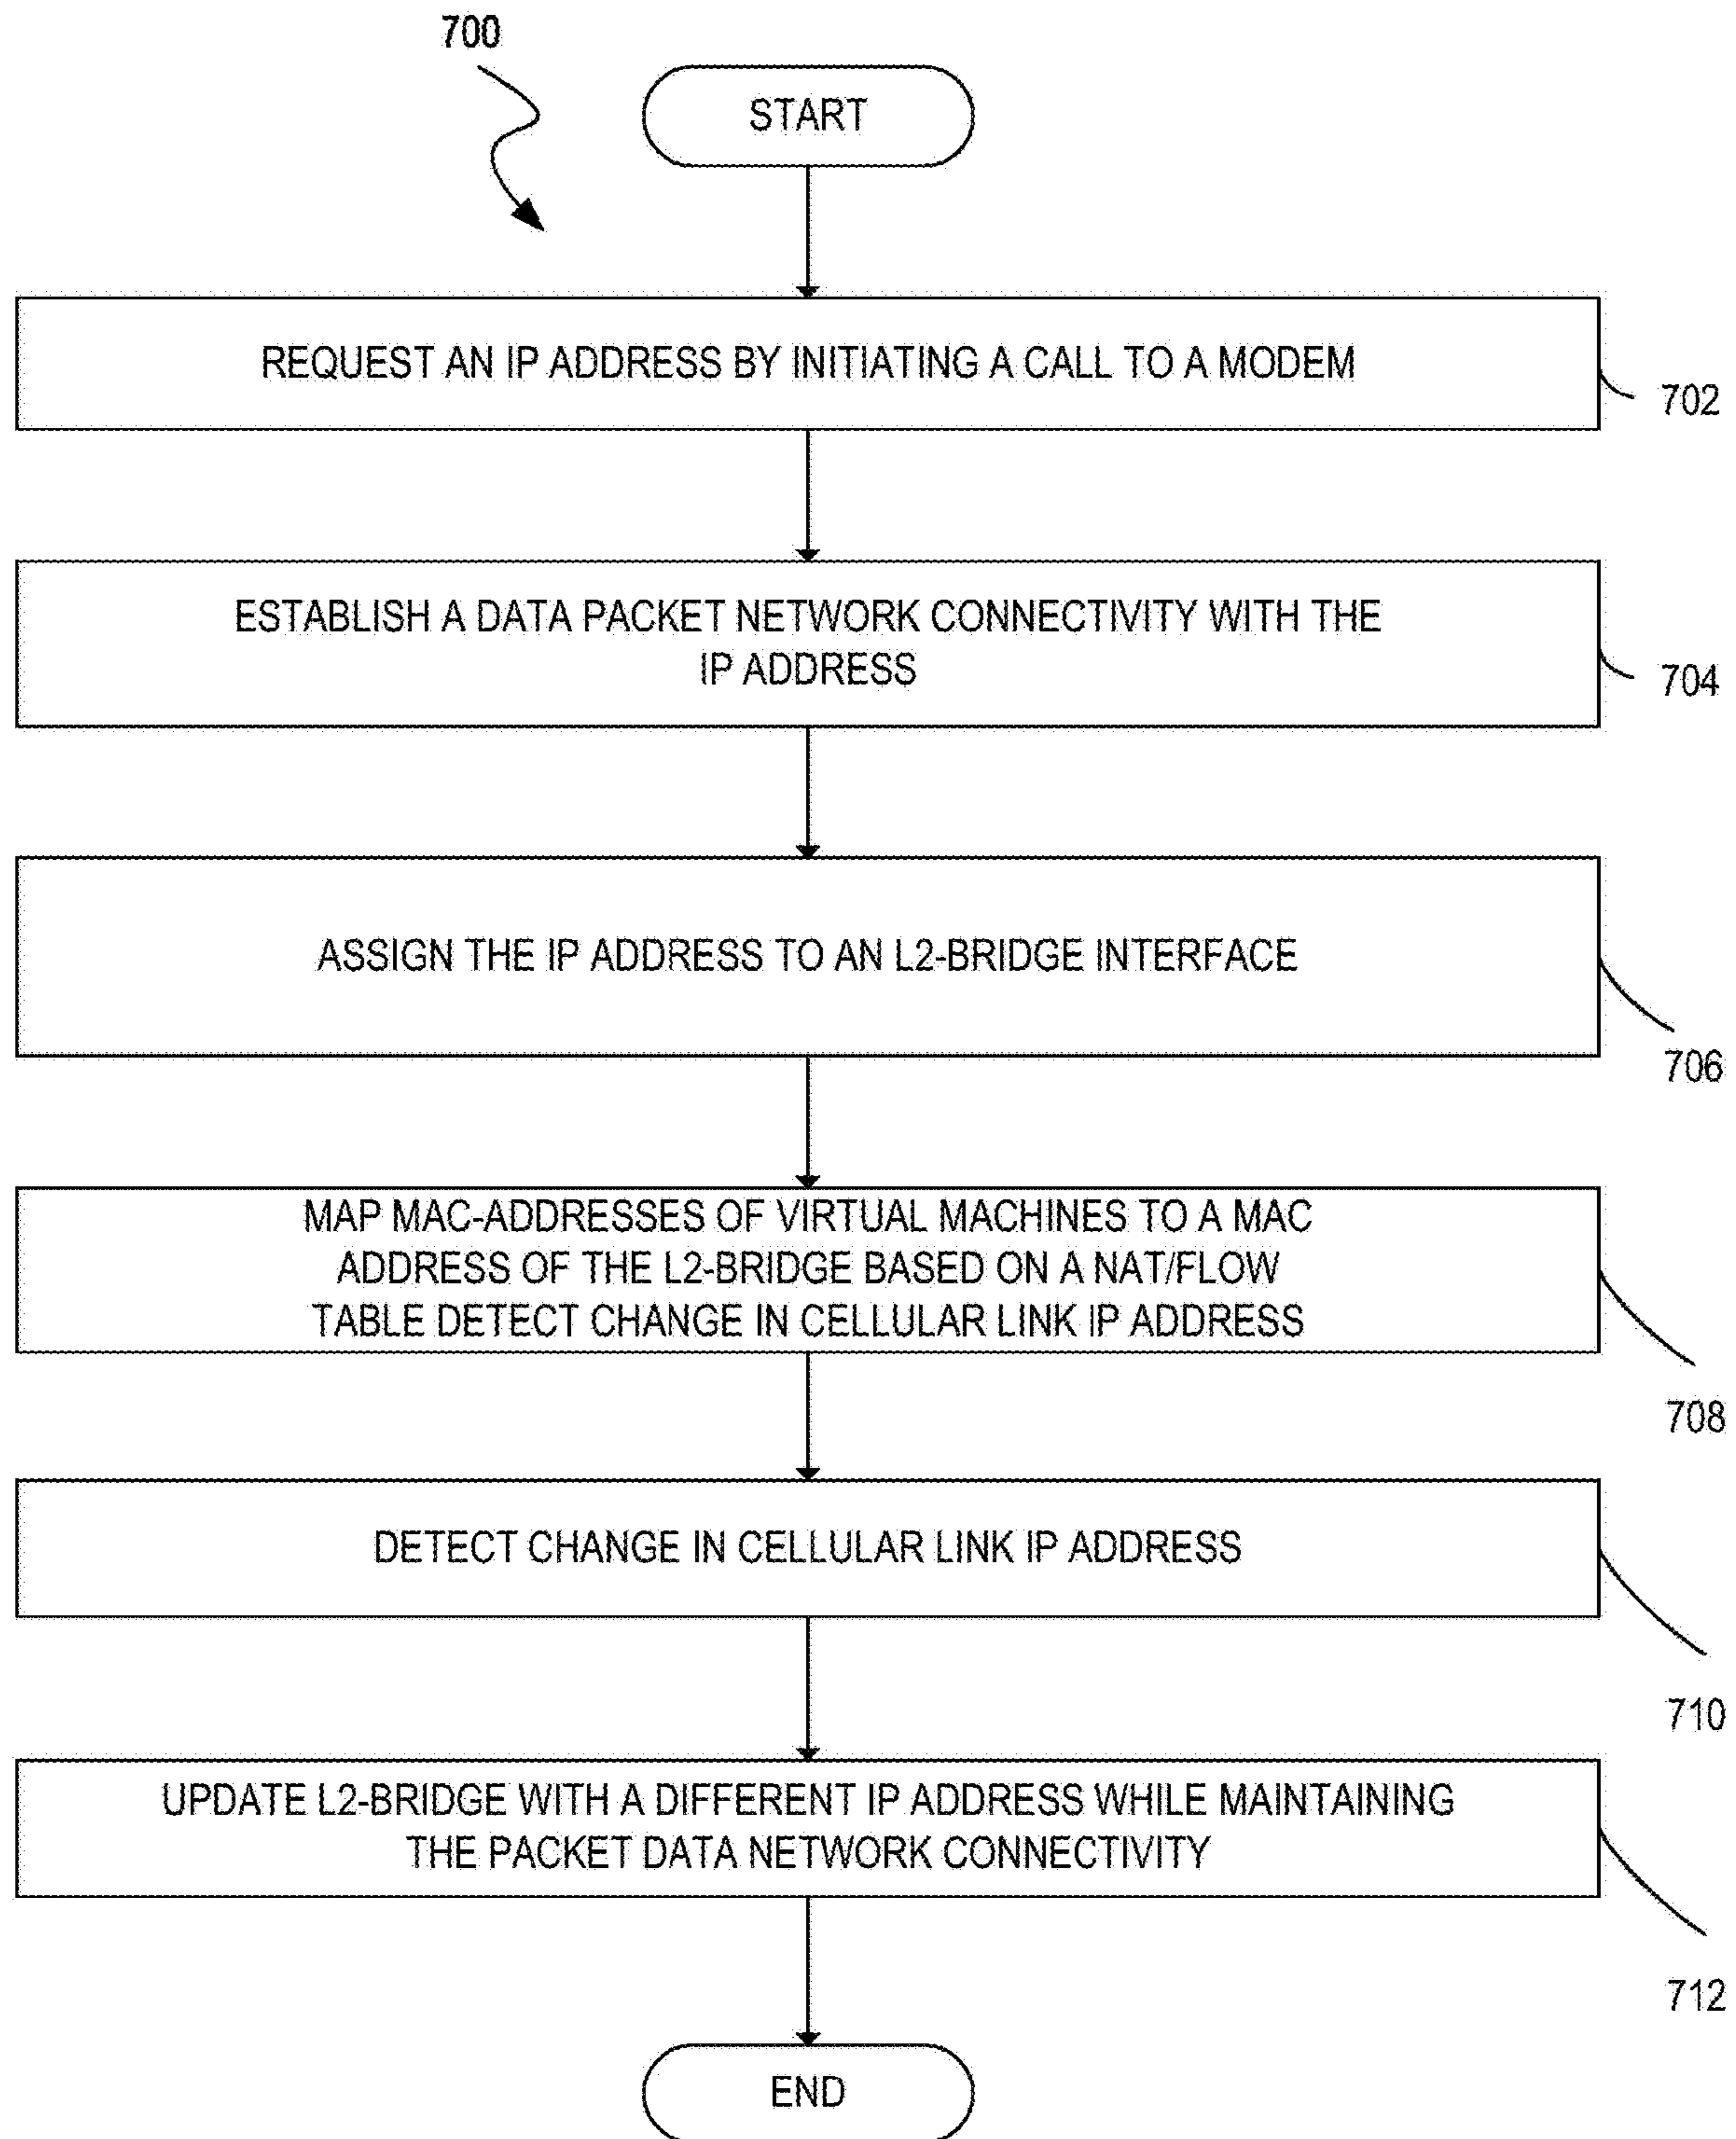 700
START
REQUEST AN IP ADDRESS BY INITIATING A CALL TO A MODEM
702
ESTABLISH A DATA PACKET NETWORK CONNECTIVITY WITH THE
IP ADDRESS
704
ASSIGN THE IP ADDRESS TO AN L2-BRIDGE INTERFACE
706
MAP MAC-ADDRESSES OF VIRTUAL MACHINES TO A MAC
ADDRESS OF THE L2-BRIDGE BASED ON A NAT/FLOW
TABLE DETECT CHANGE IN CELLULAR LINK IP ADDRESS
708
DETECT CHANGE IN CELLULAR LINK IP ADDRESS
710
UPDATE L2-BRIDGE WITH A DIFFERENT IP ADDRESS WHILE MAINTAINING
THE PACKET DATA NETWORK CONNECTIVITY
712
END